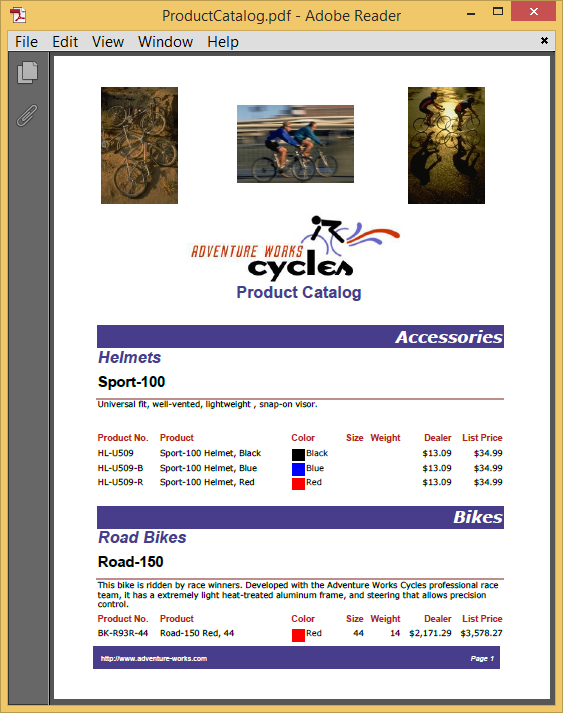 ProductCatalog.pdf - Adobe Reader
File Edit View Window Help
ADVENTURE WORKS
cycles
Product Catalog
Accessories
Helmets
Sport-100
Universal fit, well-vented, lightweight , snap-on visor.
Product No. Product Color Size Weight Dealer List Price
HL-U509 Sport-100 Helmet, Black Black $13.09 $34.99
HL-U509-B Sport-100 Helmet, Blue Blue $13.09 $34.99
HL-U509-R Sport-100 Helmet, Red Red $13.09 $34.99
Bikes
Road Bikes
Road-150
This bike is ridden by race winners. Developed with the Adventure Works Cycles professional race
team, it has a extremely light heat-treated aluminum frame, and steering that allows precision
control.
Product No. Product Color Size Weight Dealer List Price
BK-R93R-44 Road-150 Red, 44 Red 44 14 $2,171.29 $3,578.27
http://www.adventure-works.com Page 1